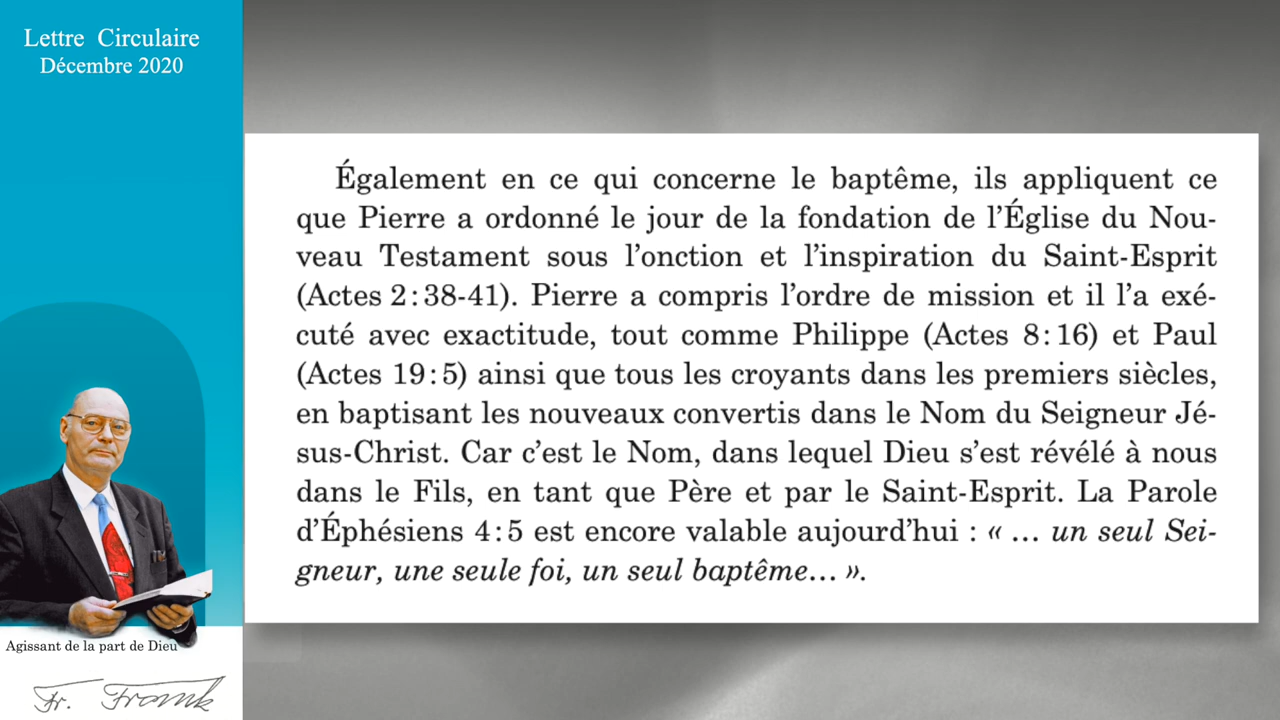 Lettre Circulaire
Décembre 2020
Également en ce qui concerne le baptême, ils appliquent ce
que Pierre a ordonné le jour de la fondation de l'Église du Nou-
veau Testament sous l'onction et l'inspiration du Saint-Esprit
(Actes 2:38-41). Pierre a compris l'ordre de mission et il l'a exé-
cuté avec exactitude, tout comme Philippe (Actes 8:16) et Paul
(Actes 19:5) ainsi que tous les croyants dans les premiers siècles,
en baptisant les nouveaux convertis dans le Nom du Seigneur Jé-
sus-Christ. Car c'est le Nom, dans lequel Dieu s'est révélé à nous
dans le Fils, en tant que Père et par le Saint-Esprit. La Parole
d'Éphésiens 4:5 est encore valable aujourd'hui : « … un seul Sei-
gneur, une seule foi, un seul baptême… ».
Agissant de la part de Dieu
Fr. Frank